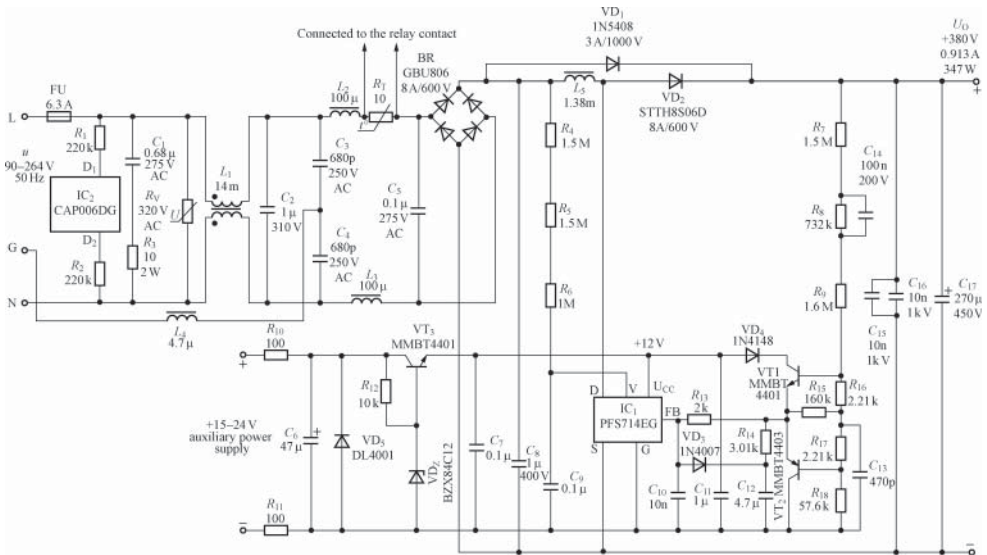 VD1
1N5408
3 A/1000 V
UO
+380V
0.913A
347W
+
Connected to the relay contact
BR
GBU806
8A/600 V
L2
100μ
RT
10
t°
L5
1.38m
VD2
STTH8S06D
8A/600 V
FU
6.3 A
L
R1
220k
C1
0.68μ
275V
AC
u
90–264V
50Hz
D1
IC2
CAP006DG
D2
RV
320V
AC
U
R3
10
2W
L1
14m
C2
1μ
310V
C3
680p
250V
AC
C4
680p
250V
AC
C5
0.1μ
275V
AC
R4
1.5M
R5
1.5M
R6
1M
R7
1.5M
C14
100n
200V
R8
732k
R9
1.6M
G
N
R2
220k
L3
100μ
L4
4.7μ
C15
10n
1kV
C16
10n
1kV
C17
270μ
450V
+
R10
100
VT3
MMBT4401
+12V
VD4
1N4148
VT1
MMBT
4401
R15
160k
R16
2.21k
+
+15–24V
auxiliary power
supply
C6
47μ
+
VD5
DL4001
R12
10k
VDZ
BZX84C12
C7
0.1μ
C8
1μ
400V
C9
0.1μ
D
V
UCC
IC1
PFS714EG
FB
S
G
R13
2k
VD3
1N4007
R14
3.01k
C10
10n
C11
1μ
C12
4.7μ
VT2 MMBT4403
R17
2.21k
R18
57.6k
C13
470p
R11
100
–
–